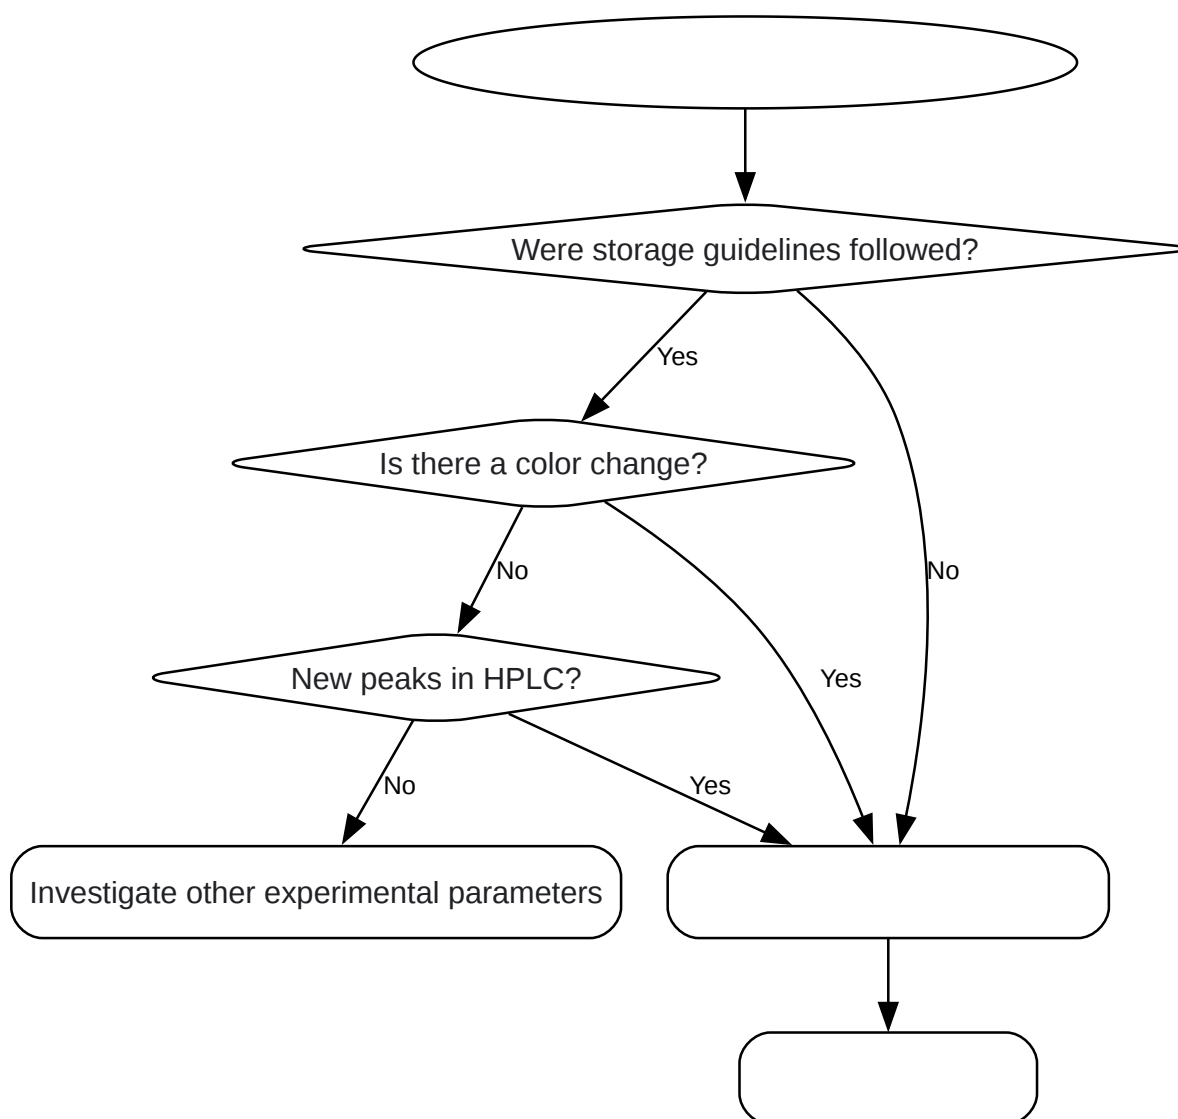 Were storage guidelines followed?
Yes
Is there a color change?
No
No
New peaks in HPLC?
Yes
No
Yes
Investigate other experimental parameters